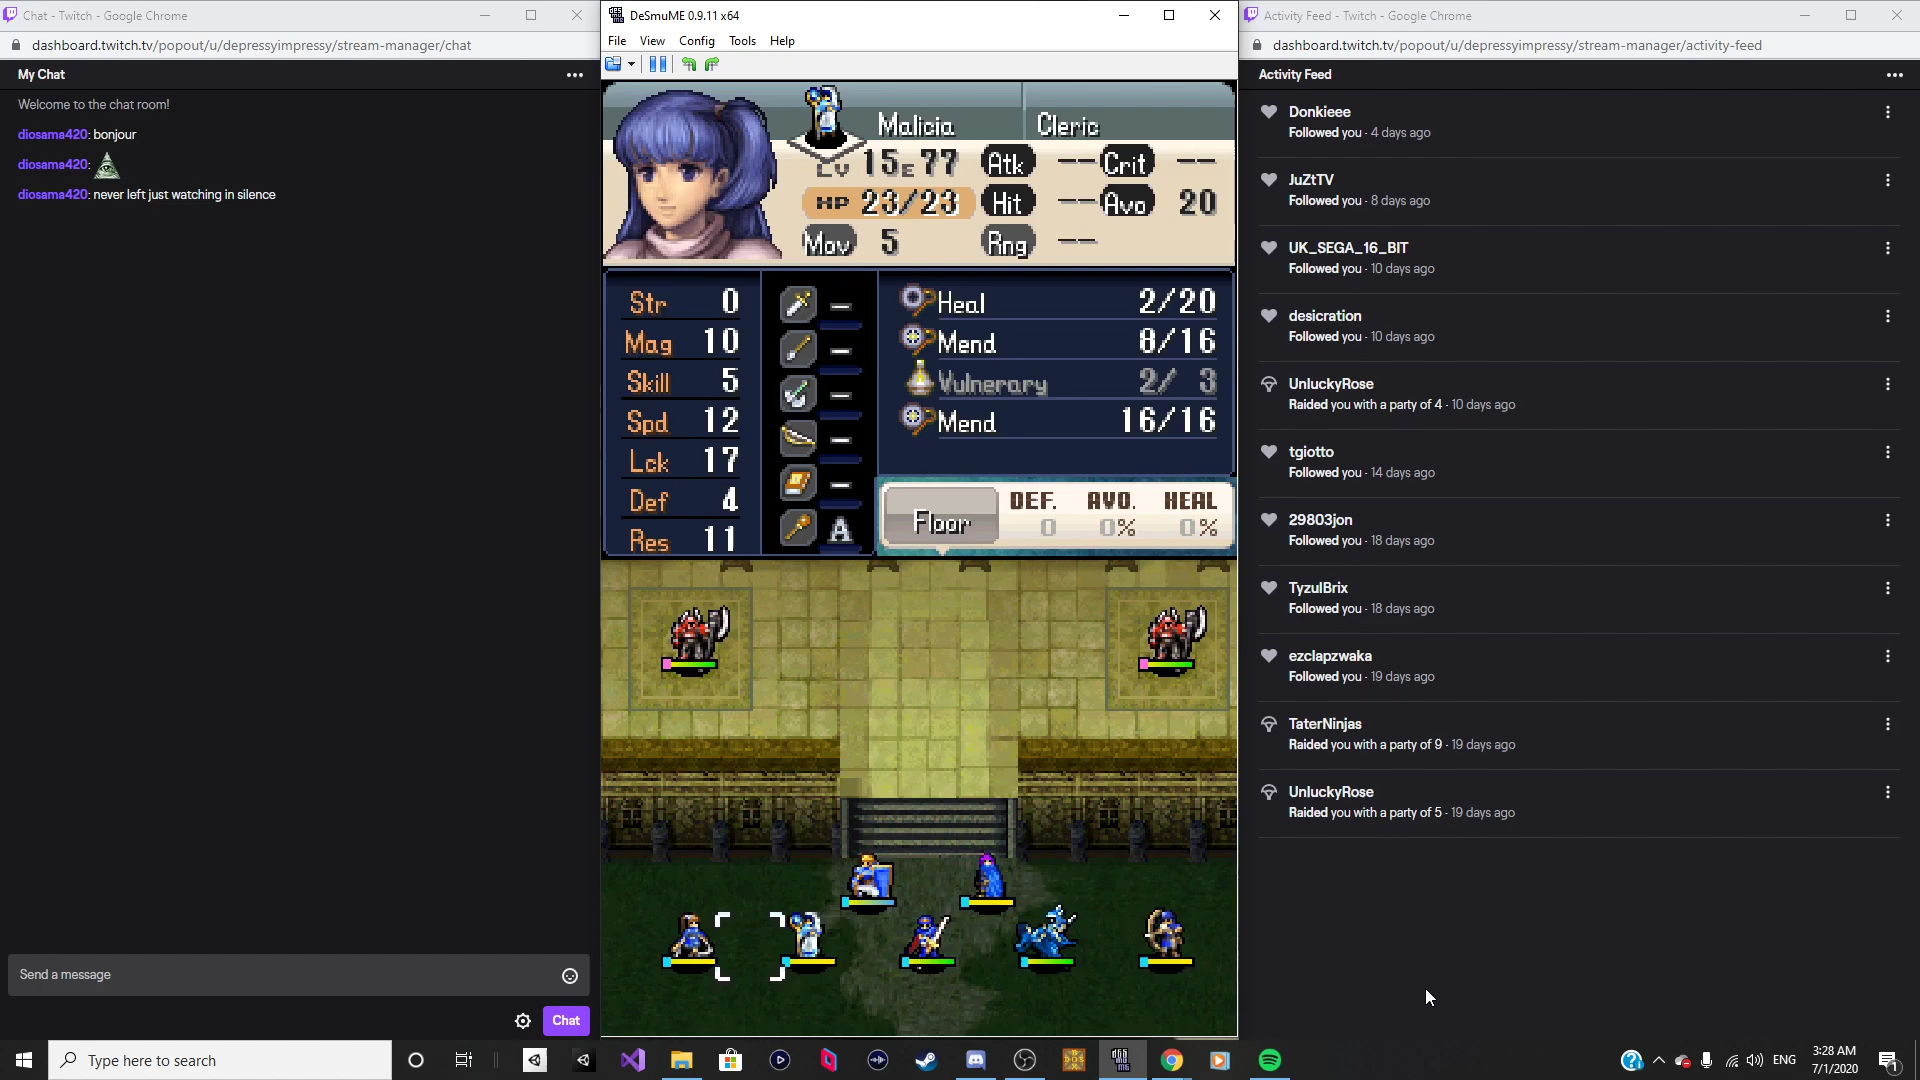 Chat - Twitch - Google Chrome
dashboard.twitch.tv/popout/u/depressyimpressy/stream-manager/chat
My Chat
Welcome to the chat room!
diosama420: bonjour
diosama420:
diosama420: never left just watching in silence
Send a message
Chat
DeSmuME 0.9.11 x64
File View Config Tools Help
Malicia Cleric
LV 15 E 77 Atk -- Crit --
HP 23/23 Hit -- Avo 20
Mov 5 Rng --
Str 0
Mag 10
Skill 5
Spd 12
Lck 17
Def 4
Res 11
A
Heal 2/20
Mend 8/16
Vulnerary 2/ 3
Mend 16/16
Floor
DEF. AVO. HEAL
0 0% 0%
Activity Feed - Twitch - Google Chrome
dashboard.twitch.tv/popout/u/depressyimpressy/stream-manager/activity-feed
Activity Feed
Donkieee
Followed you · 4 days ago
JuZtTV
Followed you · 8 days ago
UK_SEGA_16_BIT
Followed you · 10 days ago
desicration
Followed you · 10 days ago
UnluckyRose
Raided you with a party of 4 · 10 days ago
tgiotto
Followed you · 14 days ago
29803jon
Followed you · 18 days ago
TyzulBrix
Followed you · 18 days ago
ezclapzwaka
Followed you · 19 days ago
TaterNinjas
Raided you with a party of 9 · 19 days ago
UnluckyRose
Raided you with a party of 5 · 19 days ago
Type here to search
ENG
3:28 AM
7/1/2020
1